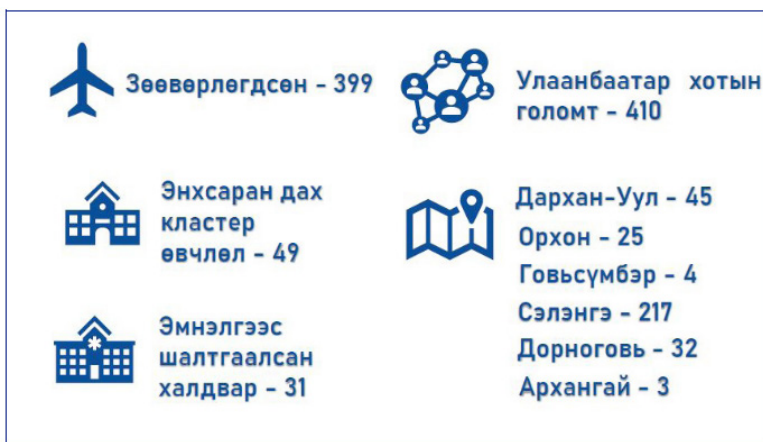 Зөөвөрлөгдсөн - 399
Энхсаран дах
кластер
өвчлөл - 49
Эмнэлгээс
шалтгаалсан
халдвар - 31
Улаанбаатар хотын
голомт - 410
Дархан-Уул - 45
Орхон - 25
Говьсүмбэр - 4
Сэлэнгэ - 217
Дорноговь - 32
Архангай - 3